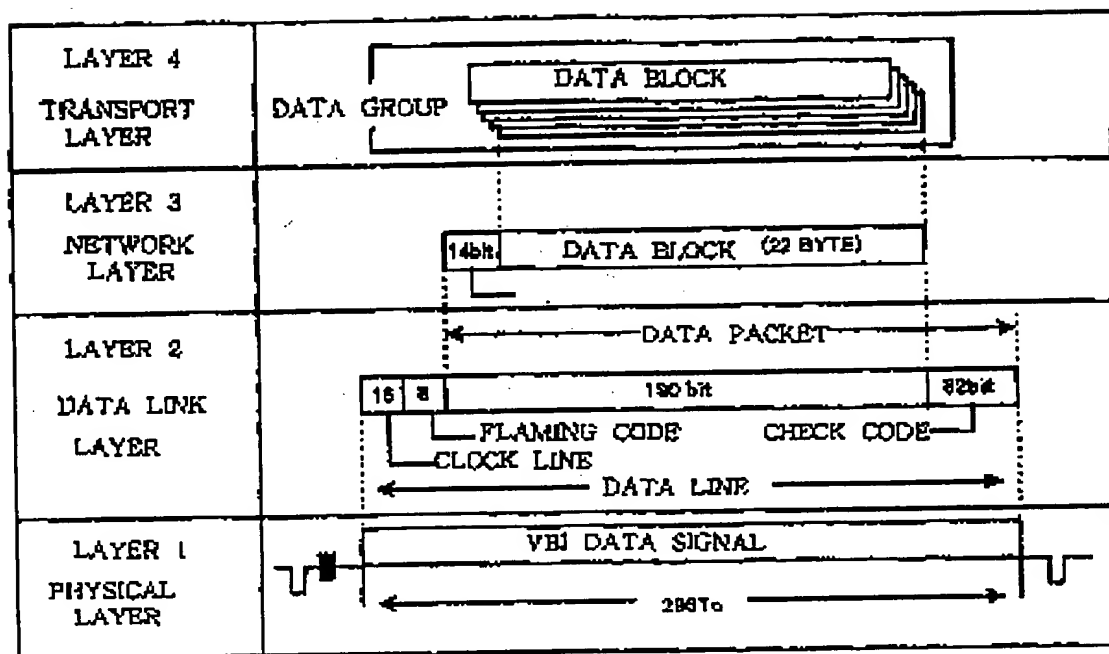 LAYER 4
TRANSPORT
LAYER
DATA GROUP
DATA BLOCK
LAYER 3
NETWORK
LAYER
14bit
DATA BLOCK (22 BYTE)
LAYER 2
DATA LINK
LAYER
DATA PACKET
16
8
190 bit
82bit
FLAMING CODE
CHECK CODE
CLOCK LINE
DATA LINE
LAYER 1
PHYSICAL
LAYER
VBI DATA SIGNAL